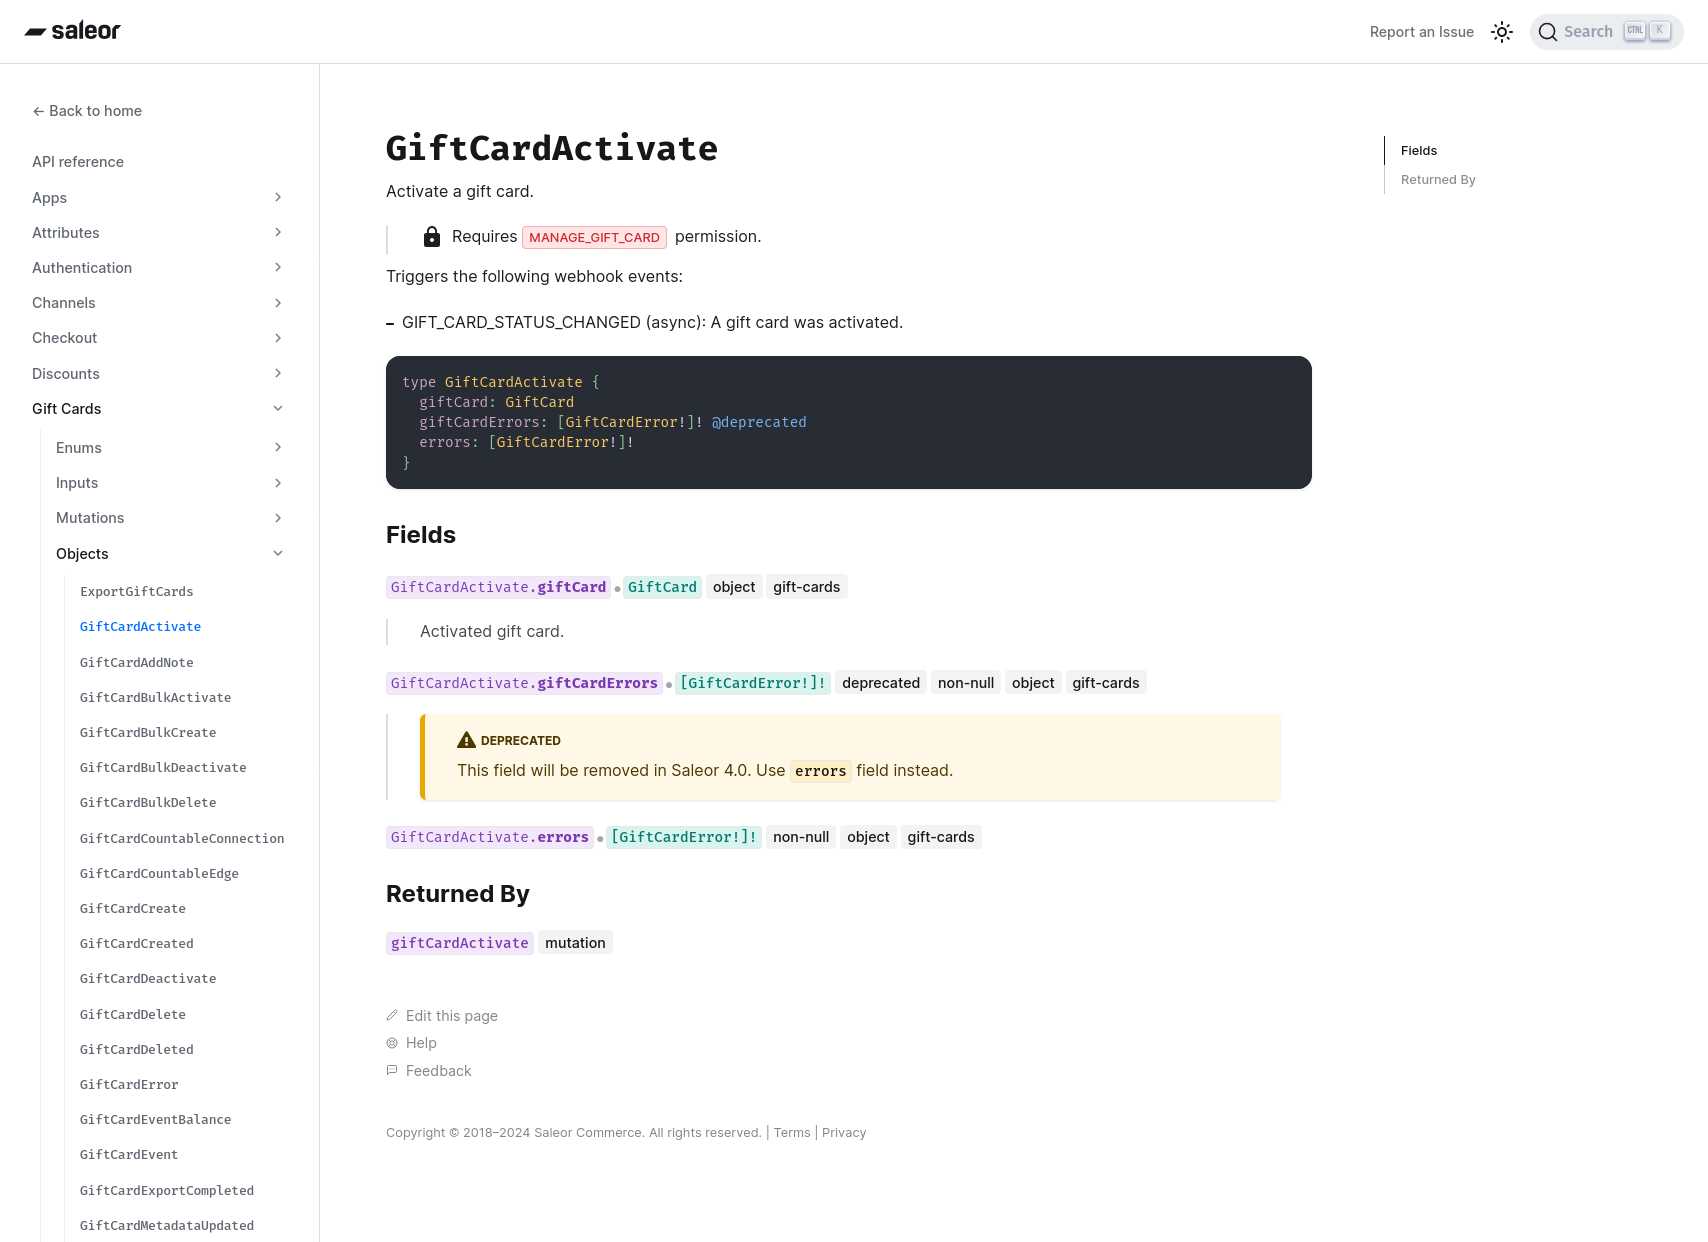 saleor
Report an Issue
Search CTRL K
← Back to home
API reference
Apps
Attributes
Authentication
Channels
Checkout
Discounts
Gift Cards
Enums
Inputs
Mutations
Objects
ExportGiftCards
GiftCardActivate
GiftCardAddNote
GiftCardBulkActivate
GiftCardBulkCreate
GiftCardBulkDeactivate
GiftCardBulkDelete
GiftCardCountableConnection
GiftCardCountableEdge
GiftCardCreate
GiftCardCreated
GiftCardDeactivate
GiftCardDelete
GiftCardDeleted
GiftCardError
GiftCardEventBalance
GiftCardEvent
GiftCardExportCompleted
GiftCardMetadataUpdated
GiftCardActivate
Activate a gift card.
Requires MANAGE_GIFT_CARD permission.
Triggers the following webhook events:
– GIFT_CARD_STATUS_CHANGED (async): A gift card was activated.
type GiftCardActivate {
  giftCard: GiftCard
  giftCardErrors: [GiftCardError!]! @deprecated
  errors: [GiftCardError!]!
}
Fields
GiftCardActivate.giftCard ● GiftCard object gift-cards
Activated gift card.
GiftCardActivate.giftCardErrors ● [GiftCardError!]! deprecated non-null object gift-cards
DEPRECATED
This field will be removed in Saleor 4.0. Use errors field instead.
GiftCardActivate.errors ● [GiftCardError!]! non-null object gift-cards
Returned By
giftCardActivate mutation
Edit this page
Help
Feedback
Copyright © 2018–2024 Saleor Commerce. All rights reserved. | Terms | Privacy
Fields
Returned By